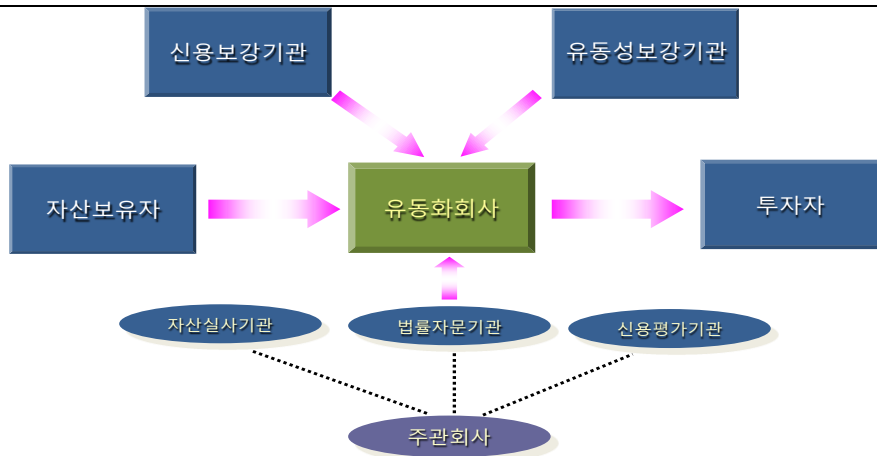 신용보강기관
유동성보강기관
자산보유자
유동화회사
투자자
자산실사기관
법률자문기관
신용평가기관
주관회사